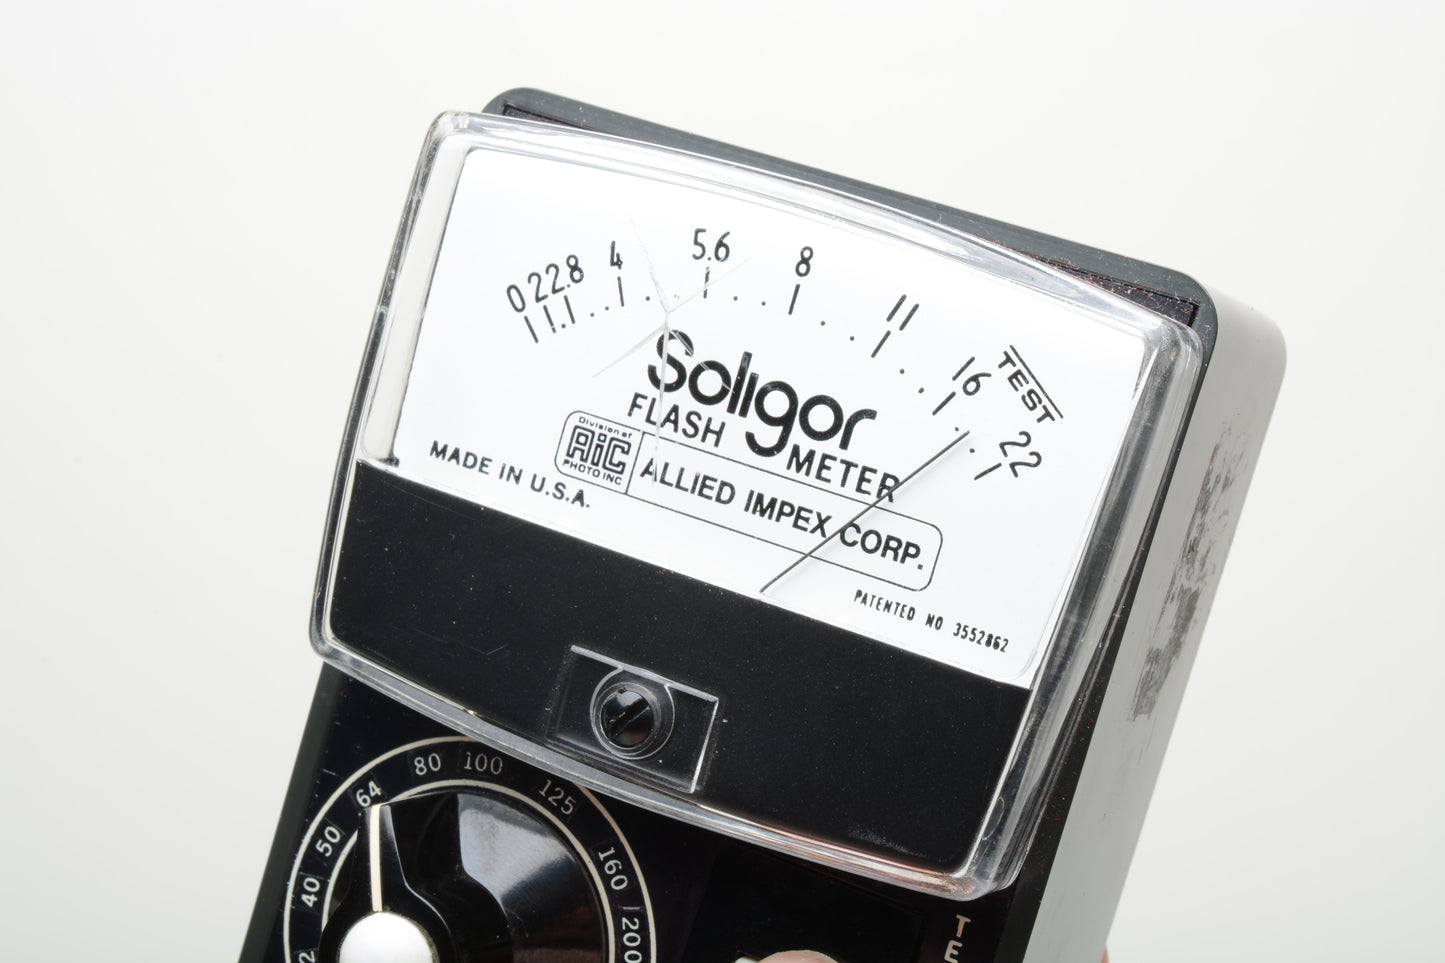 0 2 2.8 4 5.6 8 11 16 22
TEST
Soligor
FLASH METER
Division of
AiC
PHOTO INC
ALLIED IMPEX CORP.
MADE IN U.S.A.
PATENTED NO 3552862
40 50 64 80 100 125 160 200
TE